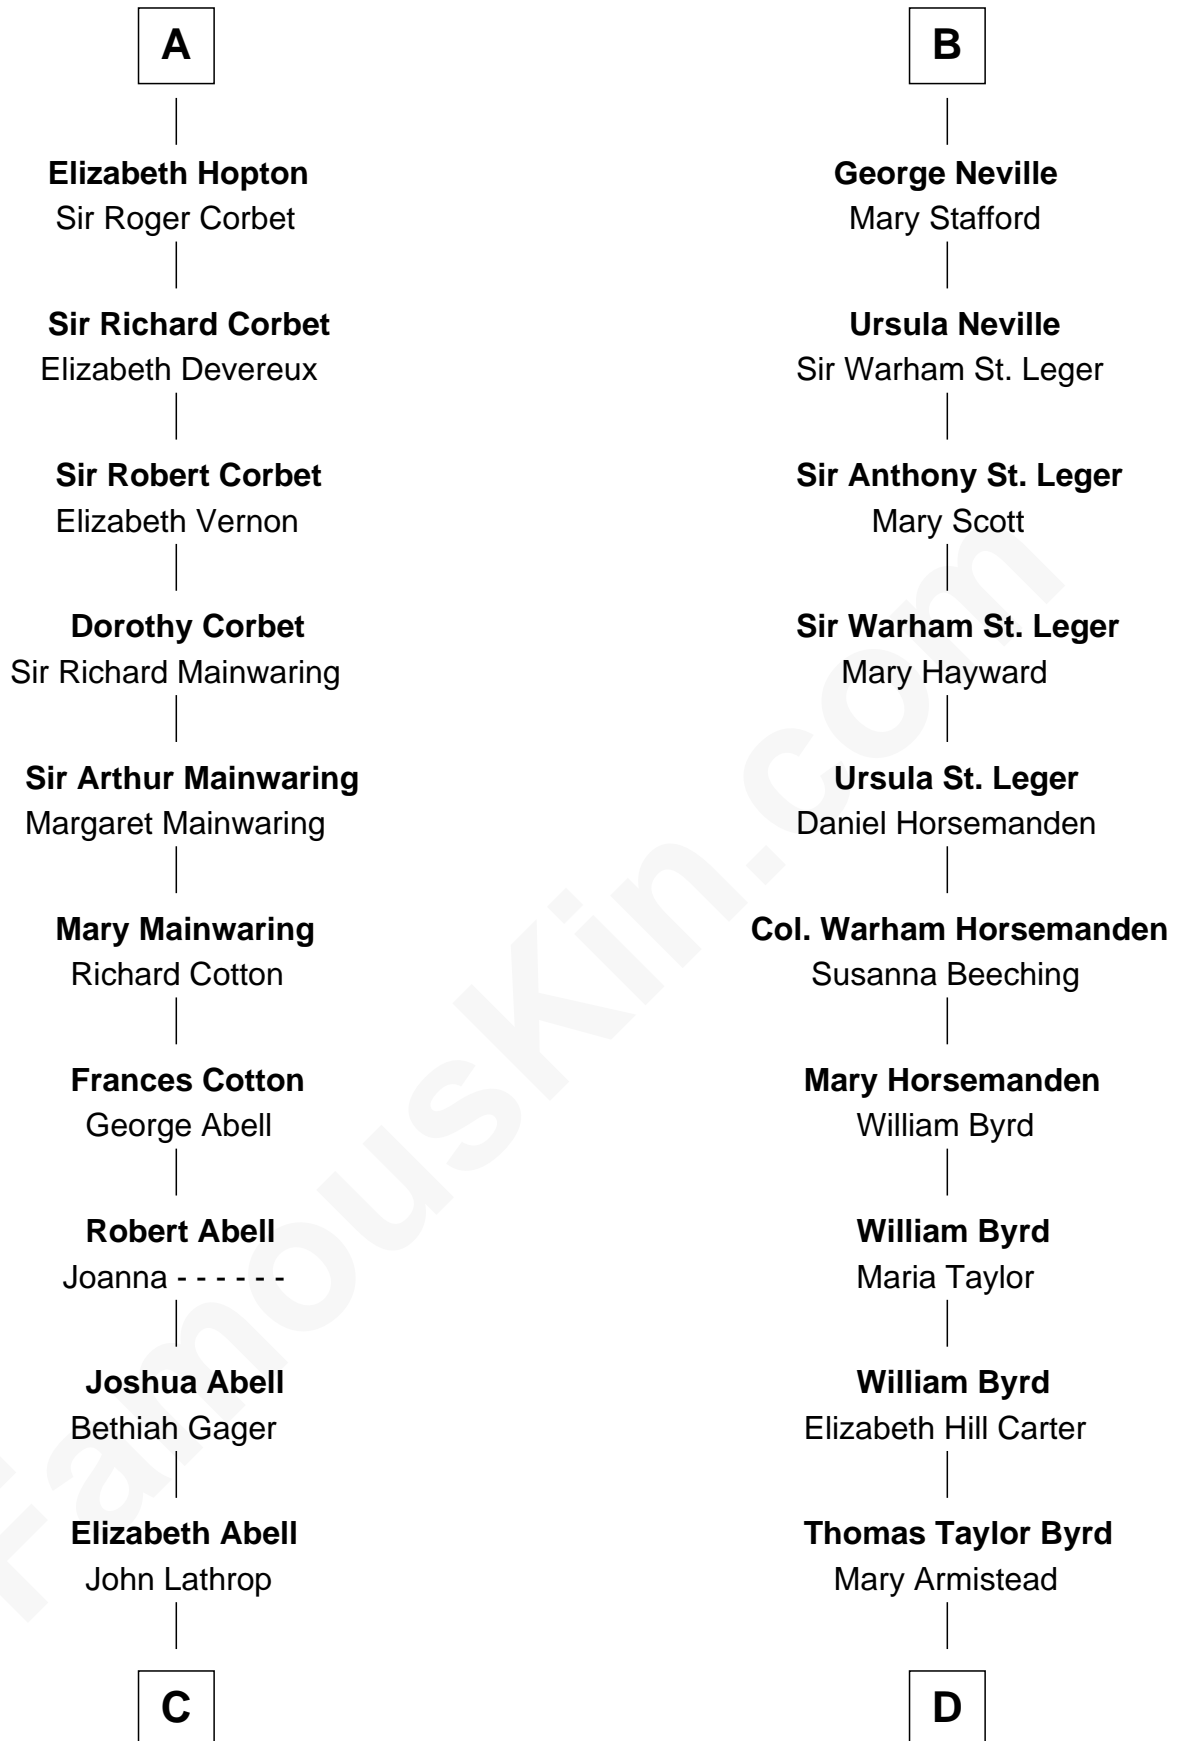 A
Elizabeth Hopton
Sir Roger Corbet
Sir Richard Corbet
Elizabeth Devereux
Sir Robert Corbet
Elizabeth Vernon
Dorothy Corbet
Sir Richard Mainwaring
Sir Arthur Mainwaring
Margaret Mainwaring
Mary Mainwaring
Richard Cotton
Frances Cotton
George Abell
Robert Abell
Joanna - - - - - -
Joshua Abell
Bethiah Gager
Elizabeth Abell
John Lathrop
C
B
George Neville
Mary Stafford
Ursula Neville
Sir Warham St. Leger
Sir Anthony St. Leger
Mary Scott
Sir Warham St. Leger
Mary Hayward
Ursula St. Leger
Daniel Horsemanden
Col. Warham Horsemanden
Susanna Beeching
Mary Horsemanden
William Byrd
William Byrd
Maria Taylor
William Byrd
Elizabeth Hill Carter
Thomas Taylor Byrd
Mary Armistead
D
FamousKin.com